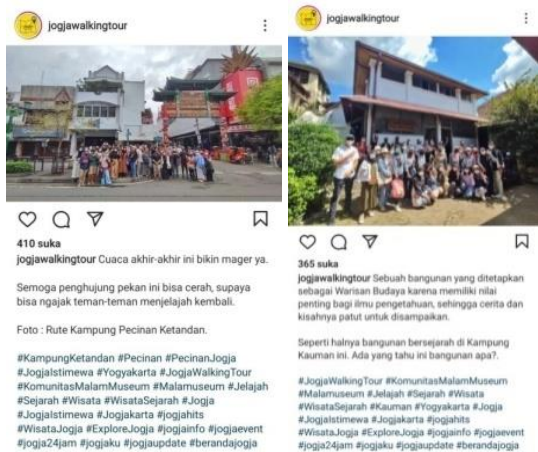 jogjawalkingtour
410 suka
jogjawalkingtour Cuaca akhir-akhir ini bikin mager ya.
Semoga penghujung pekan ini bisa cerah, supaya
bisa ngajak teman-teman menjelajah kembali.
Foto : Rute Kampung Pecinan Ketandan.
#KampungKetandan #Pecinan #PecinanJogja
#JogjaIstimewa #Yogyakarta #JogjaWalkingTour
#KomunitasMalamMuseum #Malamuseum #Jelajah
#Sejarah #Wisata #WisataSejarah #Jogja
#JogjaIstimewa #Jogjakarta #jogjahits
#WisataJogja #ExploreJogja #jogjainfo #jogjaevent
#jogja24jam #jogjaku #jogjaupdate #berandajogja
jogjawalkingtour
365 suka
jogjawalkingtour Sebuah bangunan yang ditetapkan
sebagai Warisan Budaya karena memiliki nilai
penting bagi ilmu pengetahuan, sehingga cerita dan
kisahnya patut untuk disampaikan.
Seperti halnya bangunan bersejarah di Kampung
Kauman ini. Ada yang tahu ini bangunan apa?.
#JogjaWalkingTour #KomunitasMalamMuseum
#Malamuseum #Jelajah #Sejarah #Wisata
#WisataSejarah #Kauman #Yogyakarta #Jogja
#JogjaIstimewa #Jogjakarta #jogjahits
#WisataJogja #ExploreJogja #jogjainfo #jogjaevent
#jogja24jam #jogjaku #jogjaupdate #berandajogja